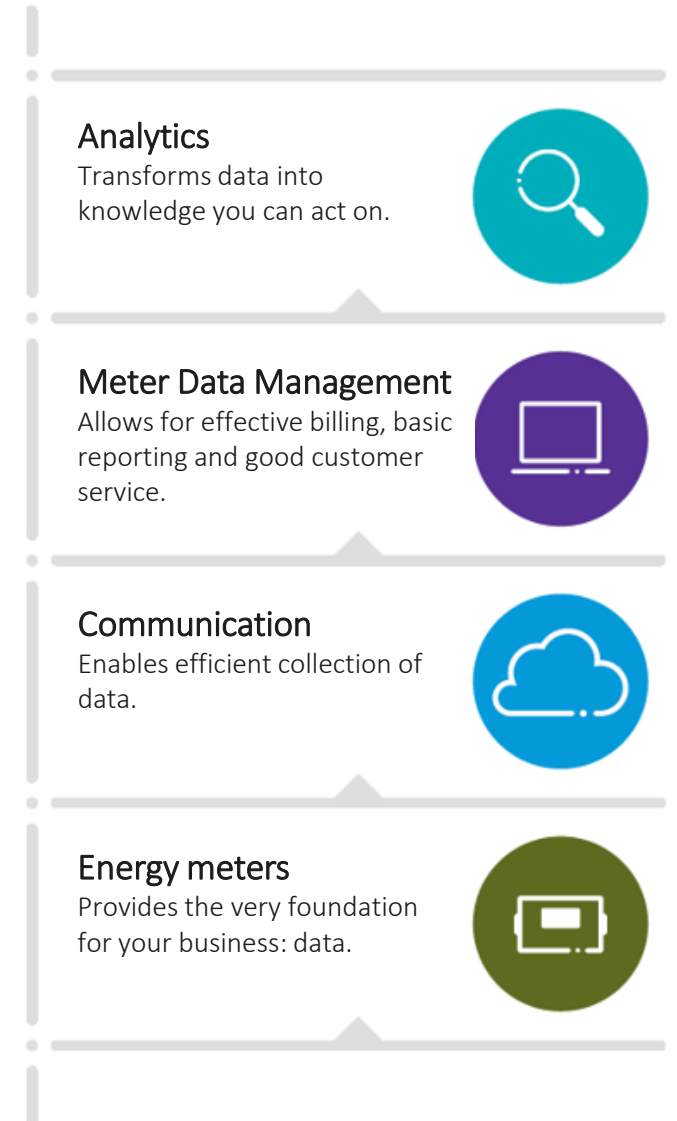 Analytics
Transforms data into
knowledge you can act on.
Meter Data Management
Allows for effective billing, basic
reporting and good customer
service.
Communication
Enables efficient collection of
data.
Energy meters
Provides the very foundation
for your business: data.